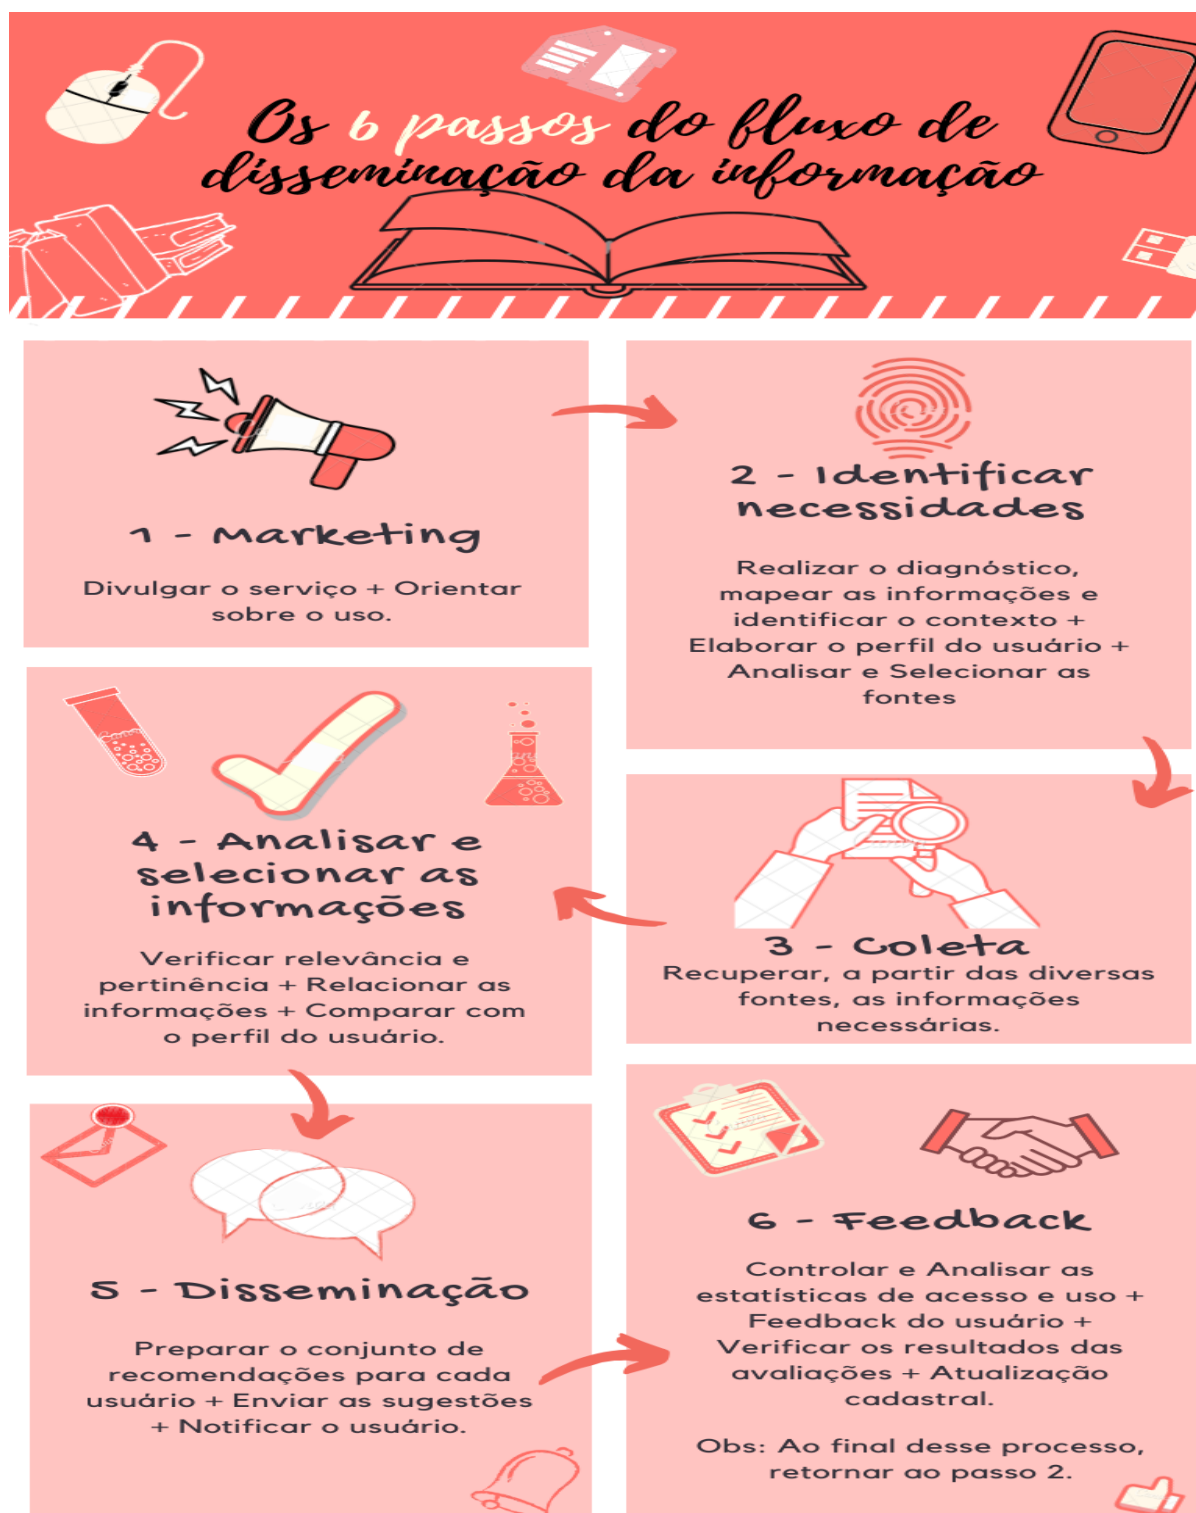 Os 6 passos do fluxo de
disseminação da informação
1 - Marketing
Divulgar o serviço + Orientar
sobre o uso.
2 - Identificar
necessidades
Realizar o diagnóstico,
mapear as informações e
identificar o contexto +
Elaborar o perfil do usuário +
Analisar e Selecionar as
fontes
3 - Coleta
Recuperar, a partir das diversas
fontes, as informações
necessárias.
4 - Analisar e
selecionar as
informações
Verificar relevância e
pertinência + Relacionar as
informações + Comparar com
o perfil do usuário.
5 - Disseminação
Preparar o conjunto de
recomendações para cada
usuário + Enviar as sugestões
+ Notificar o usuário.
6 - Feedback
Controlar e Analisar as
estatísticas de acesso e uso +
Feedback do usuário +
Verificar os resultados das
avaliações + Atualização
cadastral.
Obs: Ao final desse processo,
retornar ao passo 2.